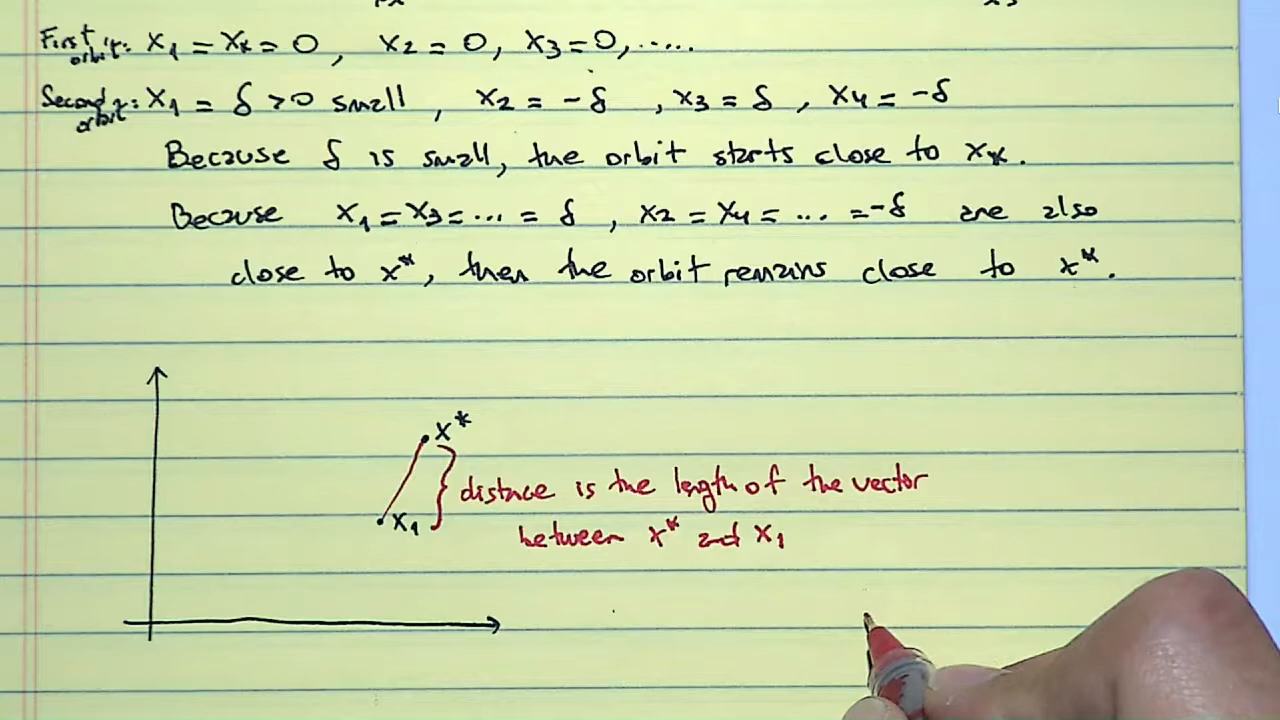 First orbit: x₁ = x* = 0, x₂ = 0, x₃ = 0, .....
Second orbit: x₁ = δ > 0 small, x₂ = -δ, x₃ = δ, x₄ = -δ
Because δ is small, the orbit starts close to x*.
Because x₁ = x₃ = ... = δ, x₂ = x₄ = ... = -δ are also
close to x*, then the orbit remains close to x*.
x*
distance is the length of the vector
x₁
between x* and x₁